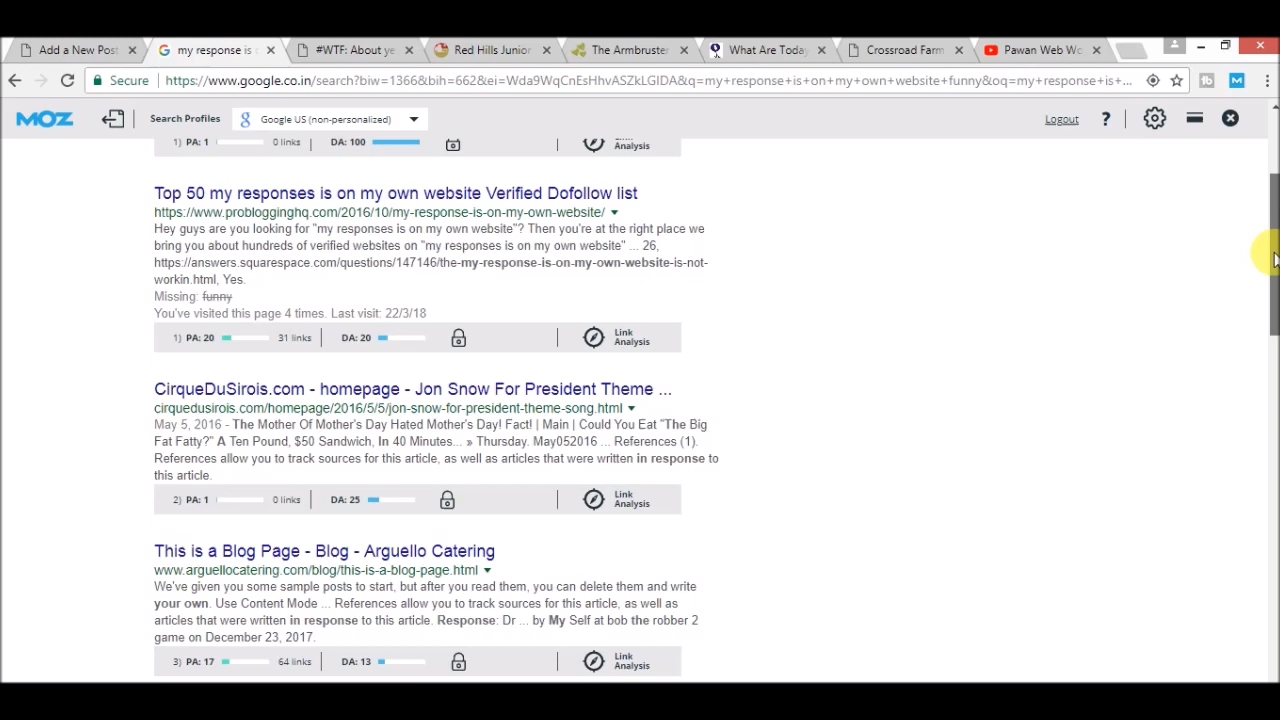 Add a New Post
my response is
#WTF: About ye
Red Hills Junior
The Armbruster
What Are Today
Crossroad Farm
Pawan Web Wo
Secure https://www.google.co.in/search?biw=1366&bih=662&ei=Wda9WqCnEsHhvASZkLGIDA&q=my+response+is+on+my+own+website+funny&oq=my+response+is+...
MOZ Search Profiles Google US (non-personalized) Logout ?
1) PA: 1 0 links DA: 100 Link Analysis
Top 50 my responses is on my own website Verified Dofollow list
https://www.problogginghq.com/2016/10/my-response-is-on-my-own-website/
Hey guys are you looking for "my responses is on my own website"? Then you're at the right place we
bring you about hundreds of verified websites on "my responses is on my own website" ... 26,
https://answers.squarespace.com/questions/147146/the-my-response-is-on-my-own-website-is-not-
workin.html, Yes.
Missing: funny
You've visited this page 4 times. Last visit: 22/3/18
1) PA: 20 31 links DA: 20 Link Analysis
CirqueDuSirois.com - homepage - Jon Snow For President Theme ...
cirquedusirois.com/homepage/2016/5/5/jon-snow-for-president-theme-song.html
May 5, 2016 - The Mother Of Mother's Day Hated Mother's Day! Fact! | Main | Could You Eat "The Big
Fat Fatty?" A Ten Pound, $50 Sandwich, In 40 Minutes... » Thursday. May052016 ... References (1).
References allow you to track sources for this article, as well as articles that were written in response to
this article.
2) PA: 1 0 links DA: 25 Link Analysis
This is a Blog Page - Blog - Arguello Catering
www.arguellocatering.com/blog/this-is-a-blog-page.html
We've given you some sample posts to start, but after you read them, you can delete them and write
your own. Use Content Mode ... References allow you to track sources for this article, as well as
articles that were written in response to this article. Response: Dr ... by My Self at bob the robber 2
game on December 23, 2017.
3) PA: 17 64 links DA: 13 Link Analysis